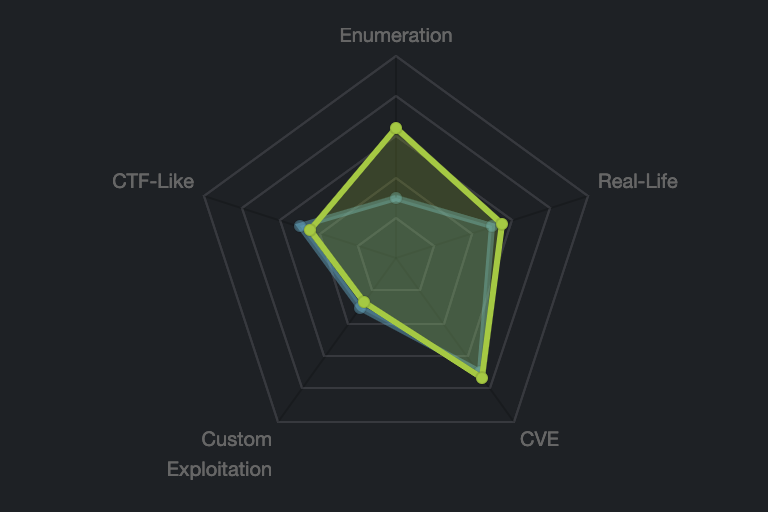 Enumeration
CTF-Like
Real-Life
Custom
Exploitation
CVE